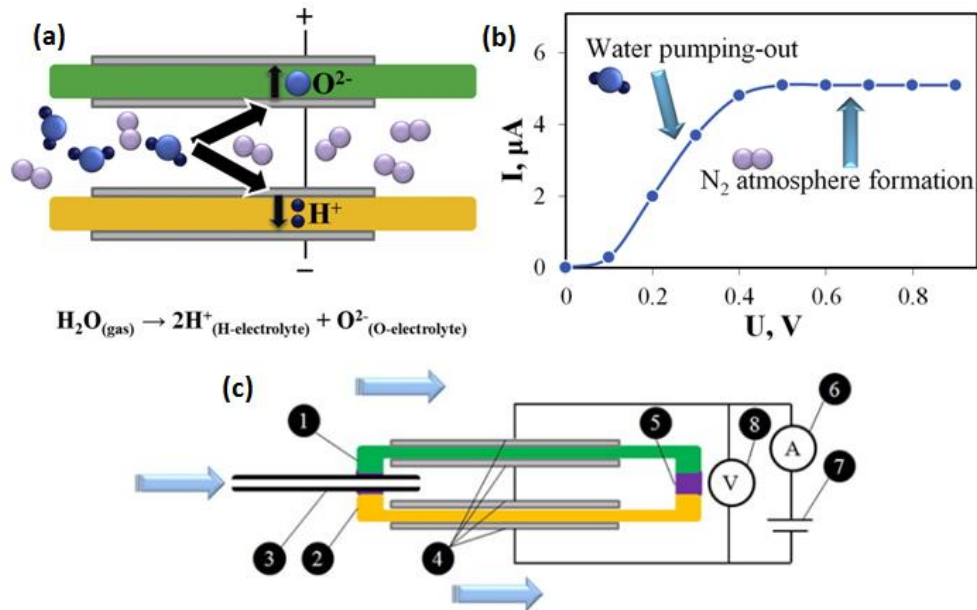 (a)
+
O²⁻
H⁺
−
H₂O(gas) → 2H⁺(H-electrolyte) + O²⁻(O-electrolyte)
(b)
I, µA
6
4
2
0
Water pumping-out
N₂ atmosphere formation
0 0.2 0.4 0.6 0.8
U, V
(c)
1
2
3
4
5
6
7
8
A
V